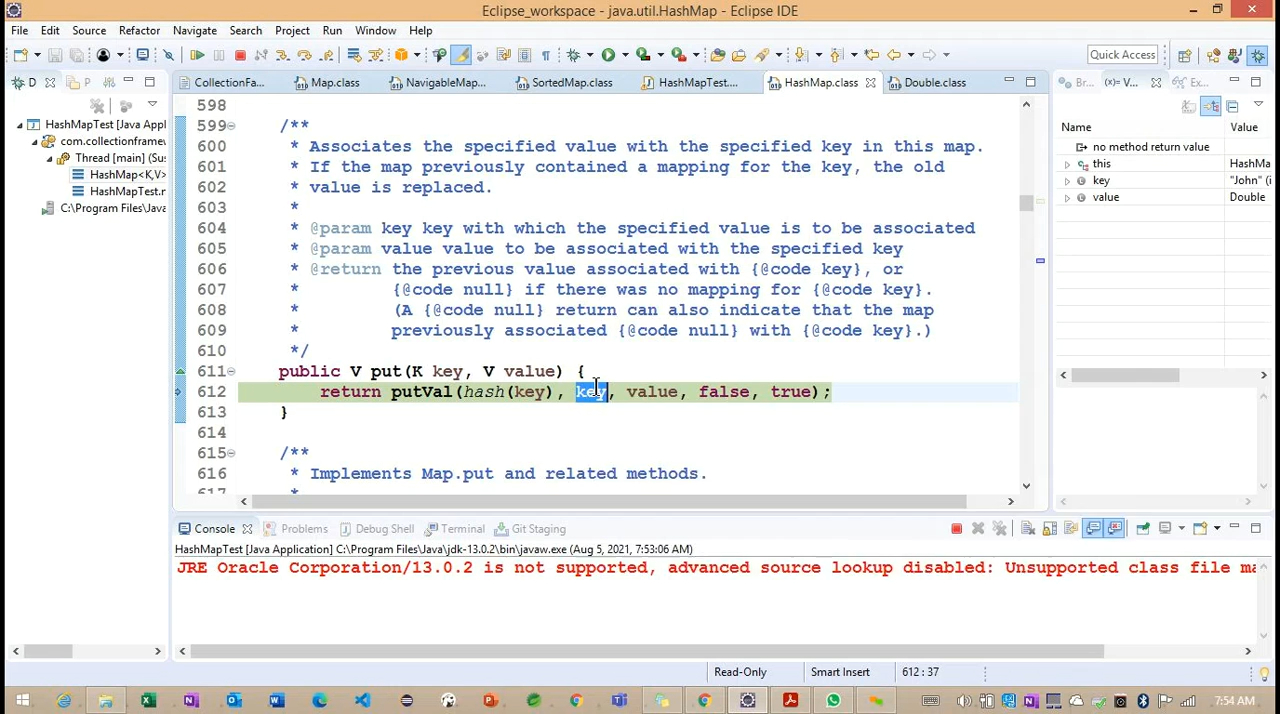 Eclipse_workspace - java.util.HashMap - Eclipse IDE
File Edit Source Refactor Navigate Search Project Run Window Help
Quick Access
D P CollectionFa... Map.class NavigableMap... SortedMap.class HashMapTest.... HashMap.class Double.class Br... (x)= V... Ex...
HashMapTest [Java Appl
com.collectionframew
Thread [main] (Sus
HashMap<K,V>
HashMapTest.r
C:\Program Files\Java
598
599 /**
600 * Associates the specified value with the specified key in this map.
601 * If the map previously contained a mapping for the key, the old
602 * value is replaced.
603 *
604 * @param key key with which the specified value is to be associated
605 * @param value value to be associated with the specified key
606 * @return the previous value associated with {@code key}, or
607 * {@code null} if there was no mapping for {@code key}.
608 * (A {@code null} return can also indicate that the map
609 * previously associated {@code null} with {@code key}.)
610 */
611 public V put(K key, V value) {
612 return putVal(hash(key), key, value, false, true);
613 }
614
615 /**
616 * Implements Map.put and related methods.
617 *
Name Value
no method return value
this HashMa
key "John" (i
value Double
Console Problems Debug Shell Terminal Git Staging
HashMapTest [Java Application] C:\Program Files\Java\jdk-13.0.2\bin\javaw.exe (Aug 5, 2021, 7:53:06 AM)
JRE Oracle Corporation/13.0.2 is not supported, advanced source lookup disabled: Unsupported class file ma
Read-Only Smart Insert 612 : 37
7:54 AM